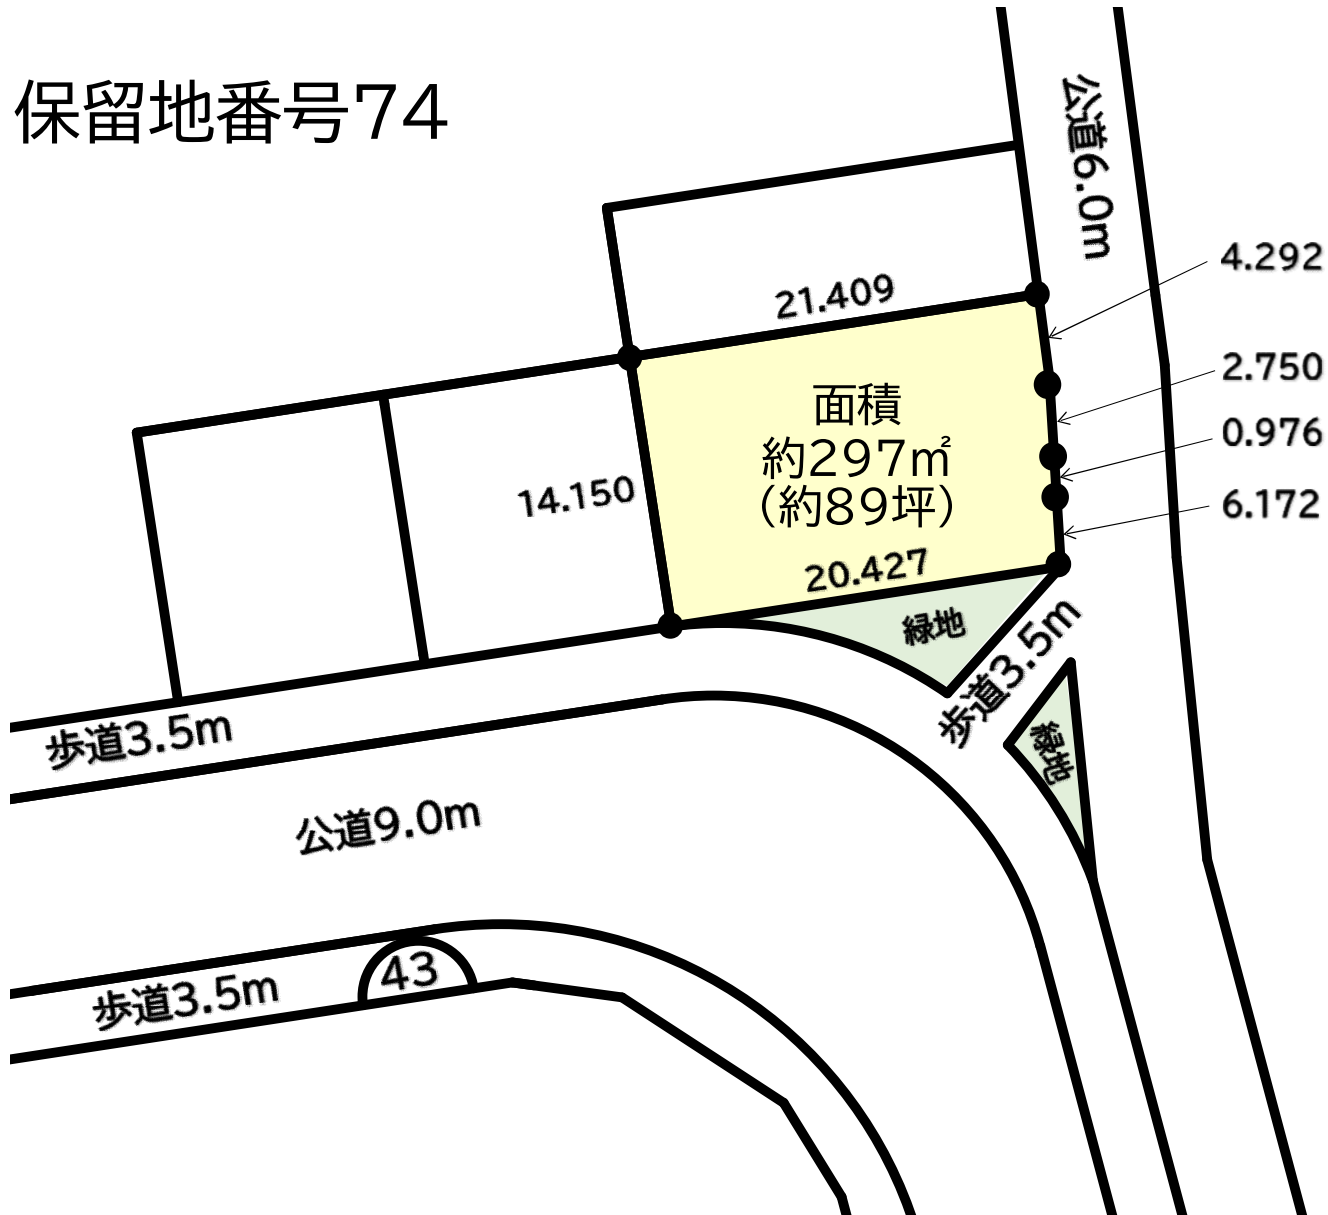 保留地番号74
公道6.0m
4.292
21.409
2.750
面積
0.976
約297㎡
14.150
（約89坪）
6.172
20.427
緑地
歩道3.5m
歩道3.5m
緑地
公道9.0m
43
歩道3.5m